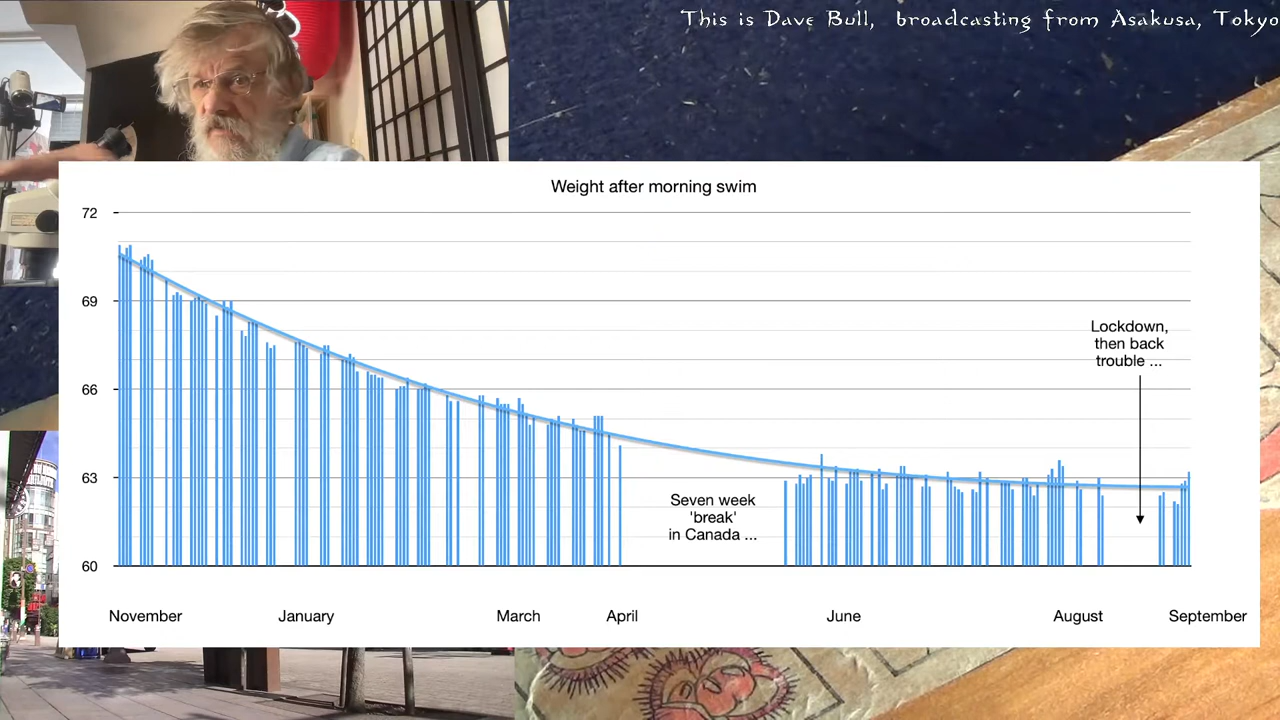 This is Dave Bull, broadcasting from Asakusa, Tokyo
Weight after morning swim
72
69
66
63
60
Lockdown,
then back
trouble ...
Seven week
'break'
in Canada ...
November January March April June August September